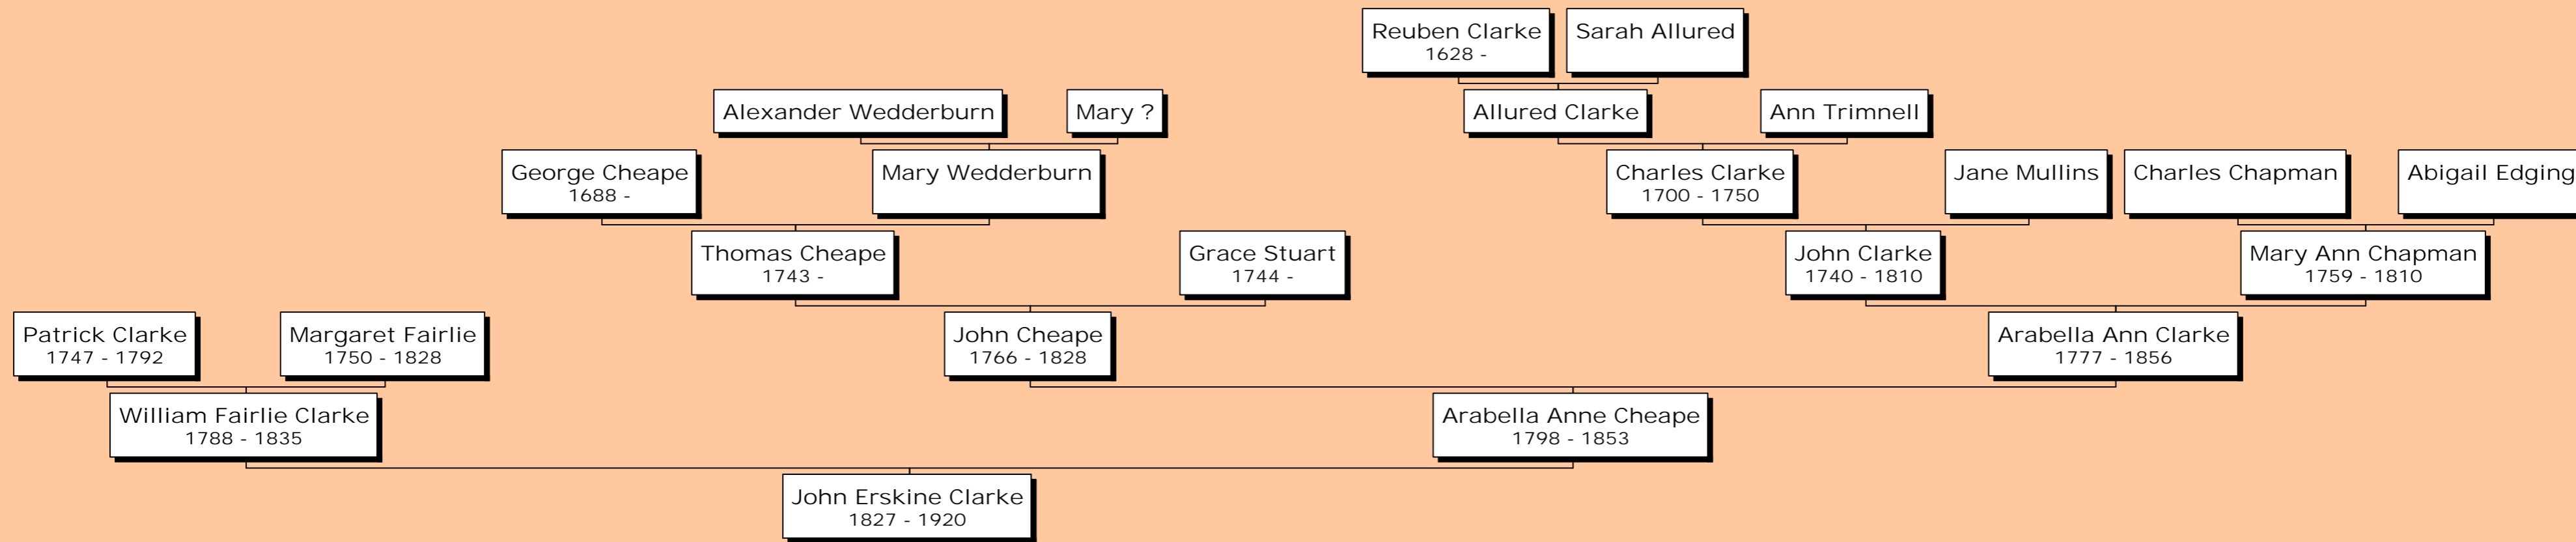 Reuben Clarke
1628 -
Sarah Allured
Alexander Wedderburn
Mary ?
Allured Clarke
Ann Trimnell
George Cheape
1688 -
Mary Wedderburn
Charles Clarke
1700 - 1750
Jane Mullins
Charles Chapman
Abigail Edging
Thomas Cheape
1743 -
Grace Stuart
1744 -
John Clarke
1740 - 1810
Mary Ann Chapman
1759 - 1810
Patrick Clarke
1747 - 1792
Margaret Fairlie
1750 - 1828
John Cheape
1766 - 1828
Arabella Ann Clarke
1777 - 1856
William Fairlie Clarke
1788 - 1835
Arabella Anne Cheape
1798 - 1853
John Erskine Clarke
1827 - 1920